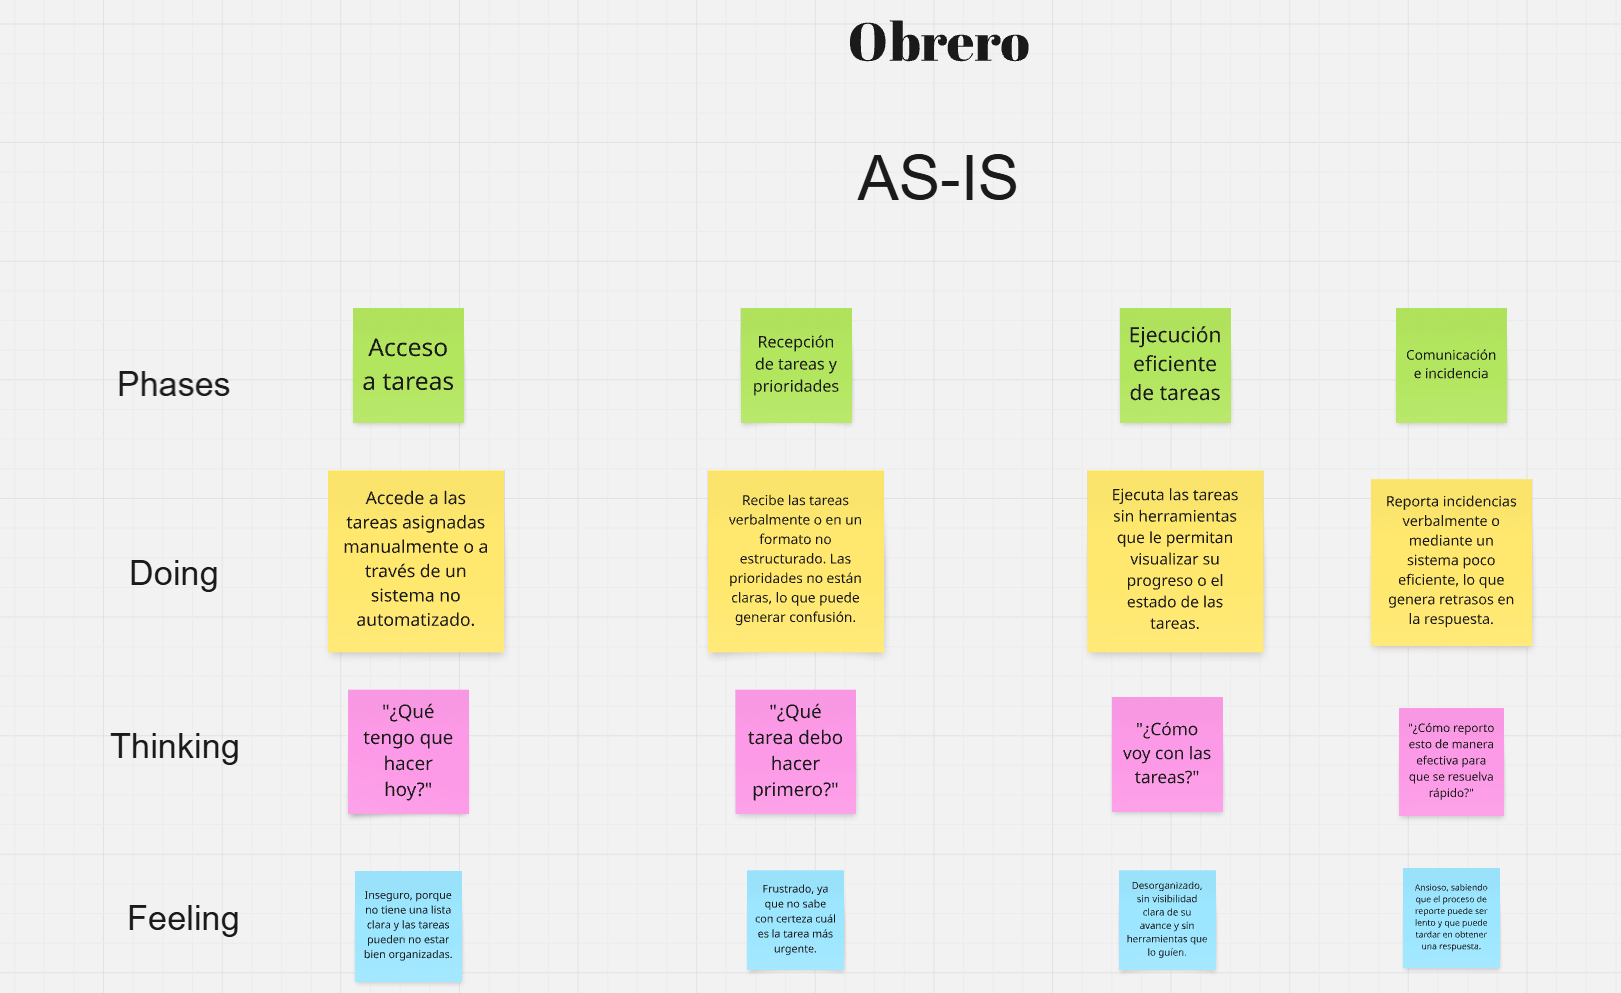 Obrero
AS-IS
Phases
Acceso
a tareas
Recepción
de tareas y
prioridades
Ejecución
eficiente
de tareas
Comunicación
e incidencia
Doing
Accede a las
tareas asignadas
manualmente o a
través de un
sistema no
automatizado.
Recibe las tareas
verbalmente o en un
formato no
estructurado. Las
prioridades no están
claras, lo que puede
generar confusión.
Ejecuta las tareas
sin herramientas
que le permitan
visualizar su
progreso o el
estado de las
tareas.
Reporta incidencias
verbalmente o
mediante un
sistema poco
eficiente, lo que
genera retrasos en
la respuesta.
Thinking
"¿Qué
tengo que
hacer
hoy?"
"¿Qué
tarea debo
hacer
primero?"
"¿Cómo
voy con las
tareas?"
"¿Cómo reporto
esto de manera
efectiva para
que se resuelva
rápido?"
Feeling
Inseguro, porque
no tiene una lista
clara y las tareas
pueden no estar
bien organizadas.
Frustrado, ya
que no sabe
con certeza cuál
es la tarea más
urgente.
Desorganizado,
sin visibilidad
clara de su
avance y sin
herramientas que
lo guíen.
Ansioso, sabiendo
que el proceso de
reporte puede ser
lento y que puede
tardar en obtener
una respuesta.